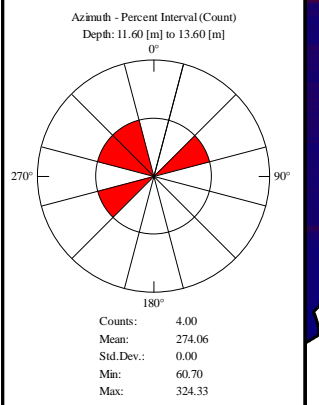 Azimuth - Percent Interval (Count)
Depth: 11.60 [m] to 13.60 [m]
0°
270°
90°
180°
Counts: 4.00
Mean: 274.06
Std.Dev.: 0.00
Min: 60.70
Max: 324.33